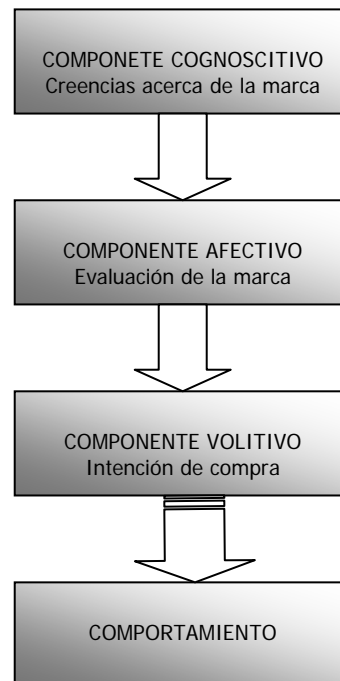 COMPONETE COGNOSCITIVO
Creencias acerca de la marca
COMPONENTE AFECTIVO
Evaluación de la marca
COMPONENTE VOLITIVO
Intención de compra
COMPORTAMIENTO